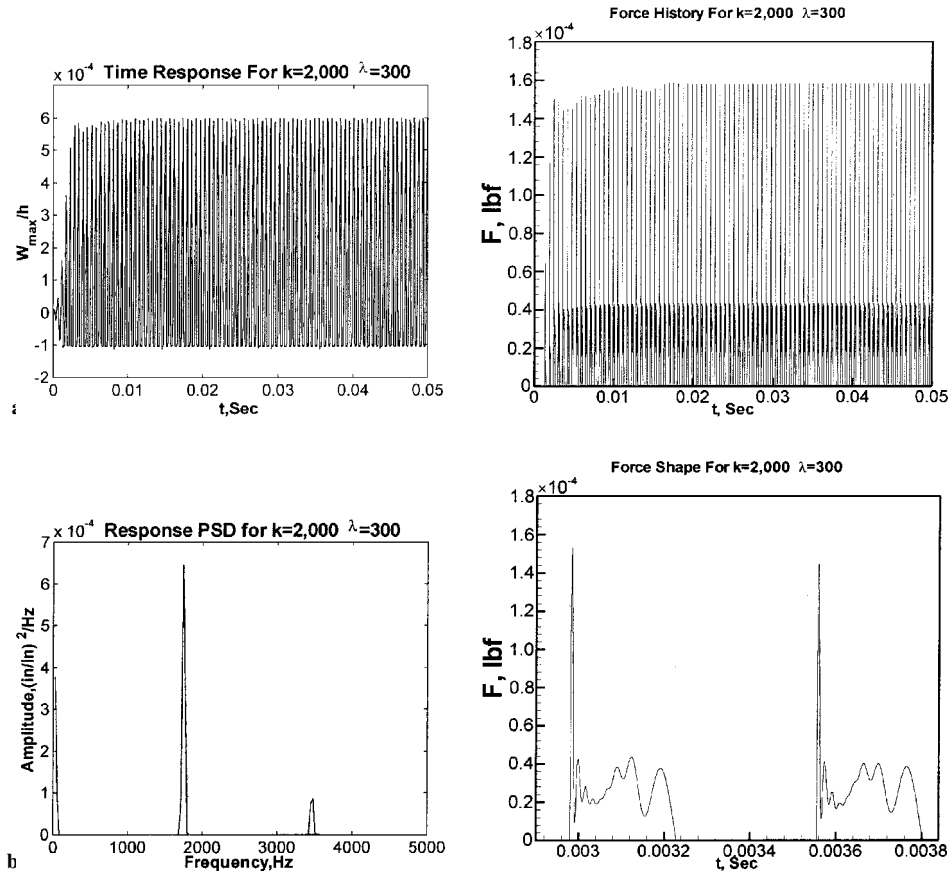 × 10⁻⁴ Time Response For k=2,000 λ=300
6
5
4
3
2
1
0
-1
-2
W_max/h
0 0.01 0.02 0.03 0.04 0.05
t,Sec
Force History For k=2,000 λ=300
×10⁻⁴
1.8
1.6
1.4
1.2
1
0.8
0.6
0.4
0.2
0
F, lbf
0 0.01 0.02 0.03 0.04 0.05
t, Sec
× 10⁻⁴ Response PSD for k=2,000 λ=300
7
6
5
4
3
2
1
0
Amplitude,(in/in) ²/Hz
0 1000 2000 3000 4000 5000
Frequency,Hz
b
Force Shape For k=2,000 λ=300
×10⁻⁴
1.8
1.6
1.4
1.2
1
0.8
0.6
0.4
0.2
0
F, lbf
0.003 0.0032 0.0034 0.0036 0.0038
t, Sec